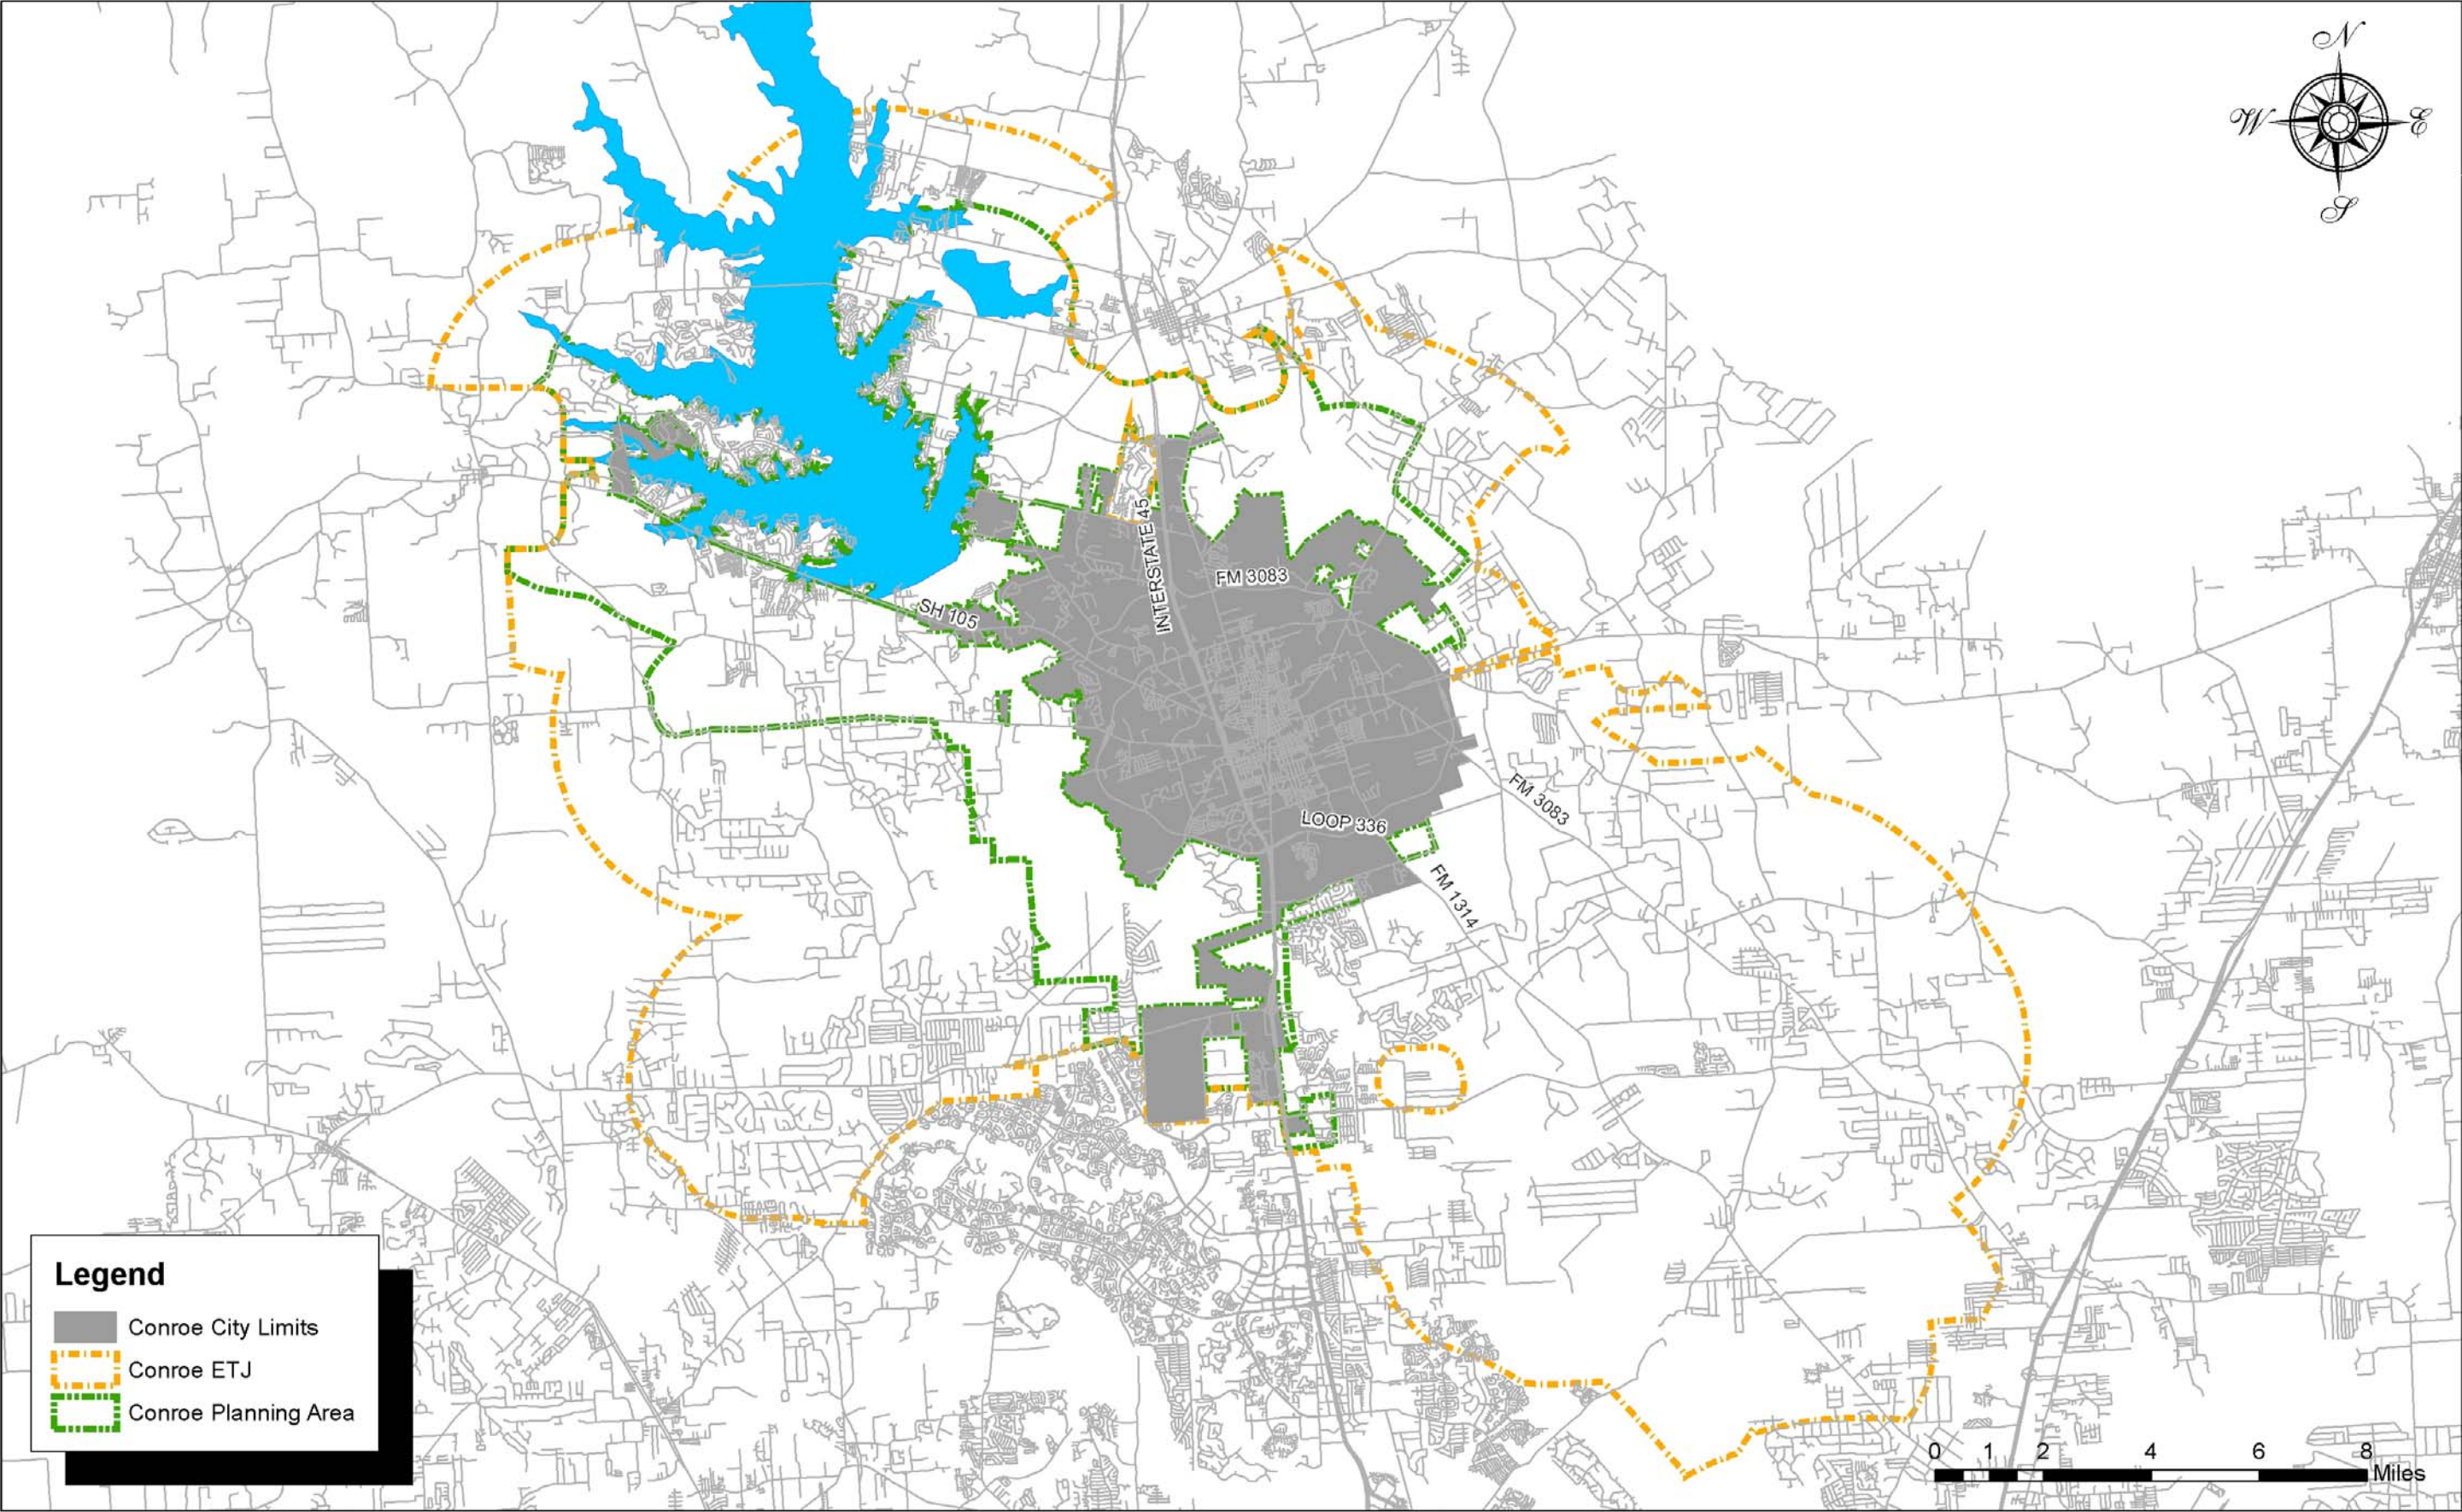 N
W
E
S
INTERSTATE 45
FM 3083
SH 105
FM 3083
LOOP 336
FM 1314
Legend
Conroe City Limits
Conroe ETJ
Conroe Planning Area
0 1 2 4 6 8
Miles